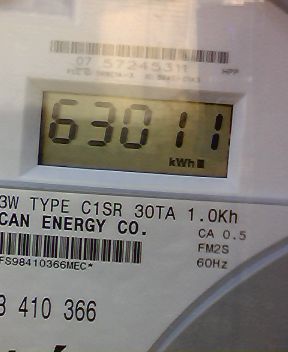 07 57245311
63011
kWh
3W TYPE C1SR 30TA 1.0Kh
CAN ENERGY CO.
CA 0.5
FM2S
FS98410366MEC*
60Hz
8 410 366